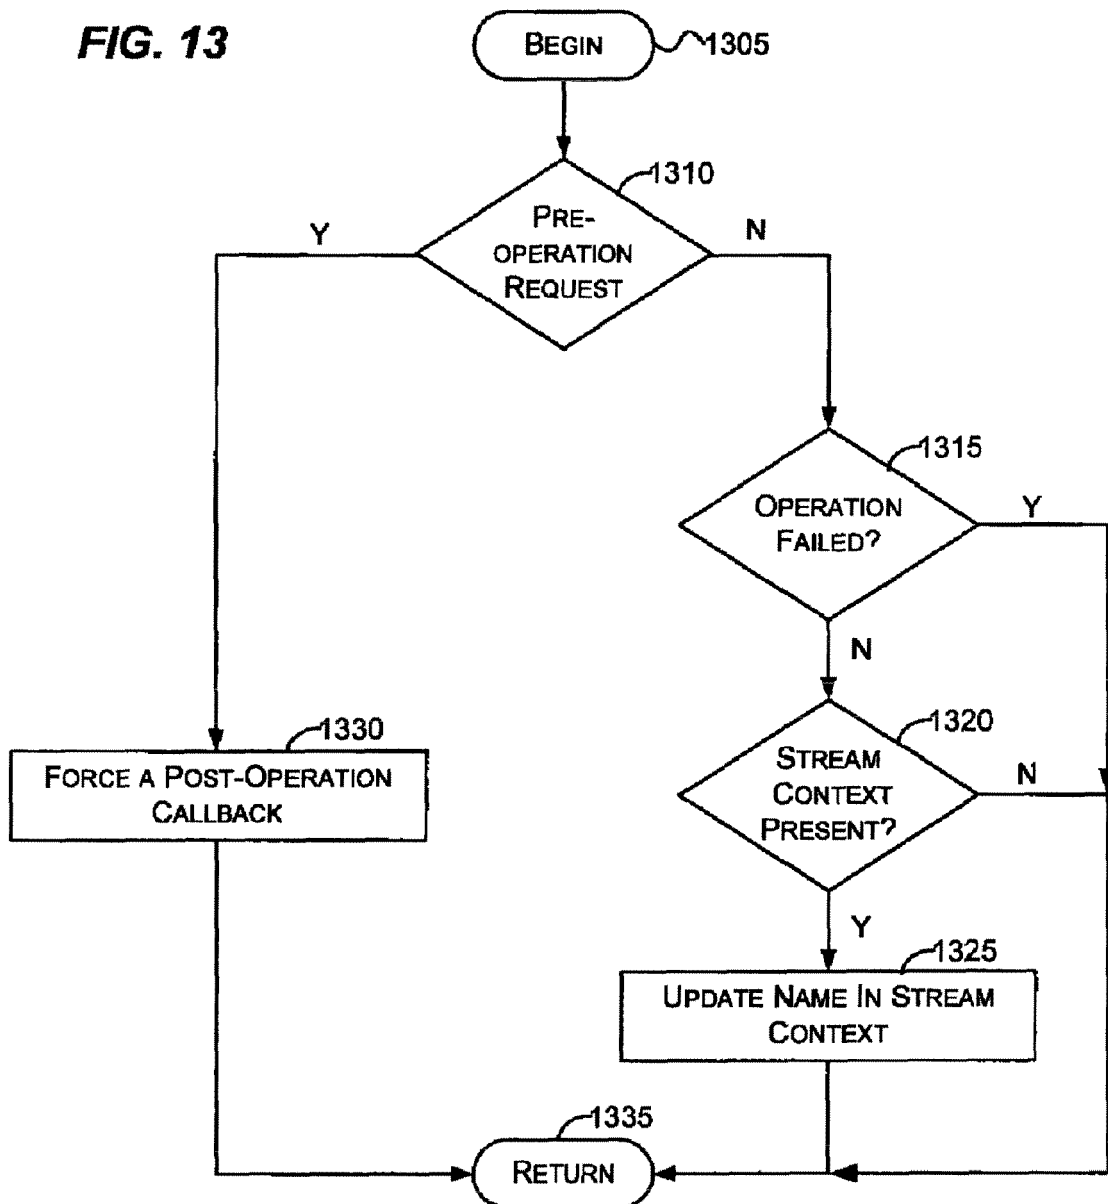 FIG. 13
BEGIN
1305
1310
PRE-
OPERATION
REQUEST
Y
N
1315
OPERATION
FAILED?
Y
N
1320
STREAM
CONTEXT
PRESENT?
N
Y
1330
FORCE A POST-OPERATION
CALLBACK
1325
UPDATE NAME IN STREAM
CONTEXT
1335
RETURN